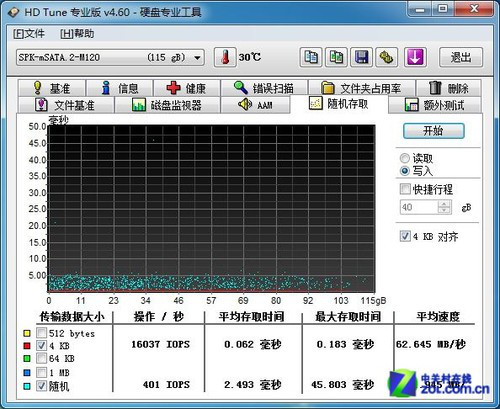 HD Tune 专业版 v4.60 - 硬盘专业工具
文件 帮助
SPK-mSATA.2-M120 (115 gB) 30℃ 退出
基准 信息 健康 错误扫描 文件夹占用率 删除
文件基准 磁盘监视器 AAM 随机存取 额外测试
毫秒
50.0
45.0
40.0
35.0
30.0
25.0
20.0
15.0
10.0
5.00
0 11 23 34 46 57 69 80 92 103 115gB
开始
读取
写入
快捷行程
40 gB
4 KB 对齐
传输数据大小 操作 / 秒 平均存取时间 最大存取时间 平均速度
512 bytes
4 KB 16037 IOPS 0.062 毫秒 0.183 毫秒 62.645 MB/秒
64 KB
1 MB
随机 401 IOPS 2.493 毫秒 45.803 毫秒
中关村在线
zol.com.cn